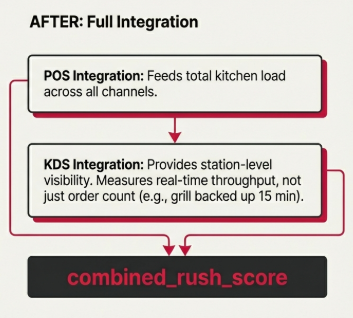 AFTER: Full Integration
POS Integration: Feeds total kitchen load
across all channels.
KDS Integration: Provides station-level
visibility. Measures real-time throughput, not
just order count (e.g., grill backed up 15 min).
combined_rush_score